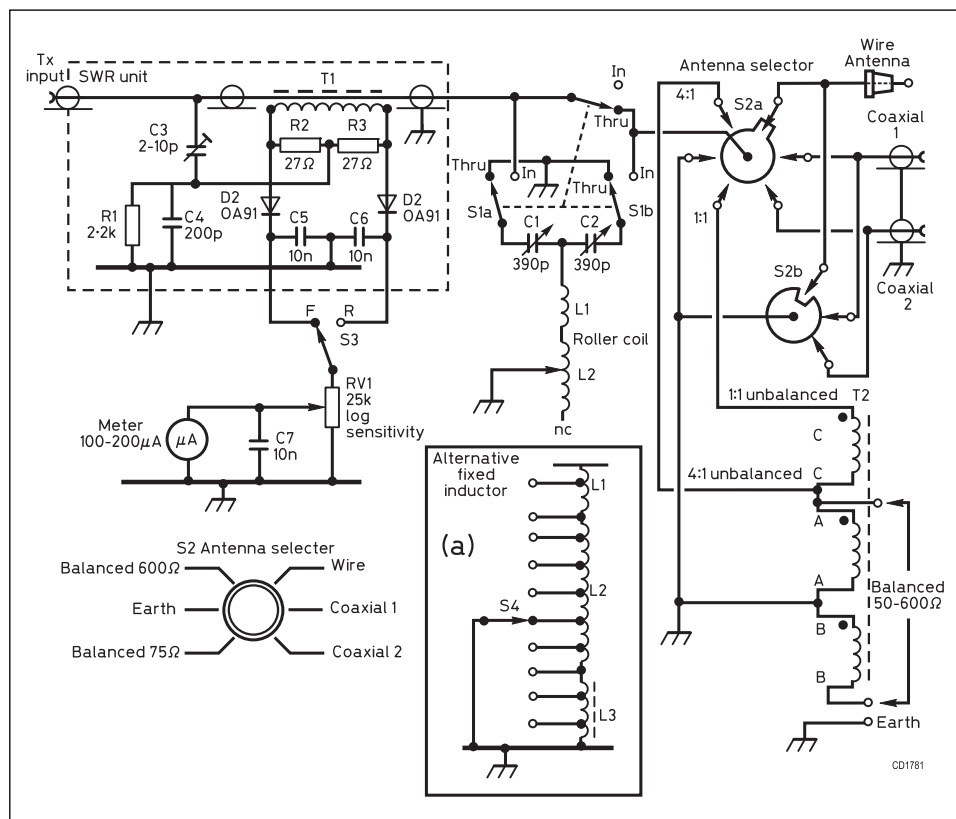 Tx
input
SWR unit
T1
C3
2-10p
R2
27Ω
R3
27Ω
R1
2·2k
C4
200p
D2
OA91
C5
10n
C6
10n
D2
OA91
In
Thru
Thru
In
Thru
In
S1a
S1b
C1
390p
C2
390p
L1
Roller coil
L2
nc
F
R
S3
RV1
25k
log
sensitivity
Meter
100-200µA
µA
C7
10n
Antenna selector
Wire
Antenna
4:1
S2a
Coaxial
1
1:1
S2b
Coaxial
2
1:1 unbalanced
T2
C
4:1 unbalanced
C
A
A
Balanced
50-600Ω
B
B
Earth
S2 Antenna selecter
Balanced 600Ω
Wire
Earth
Coaxial 1
Balanced 75Ω
Coaxial 2
Alternative
fixed
inductor
(a)
L1
L2
S4
L3
CD1781